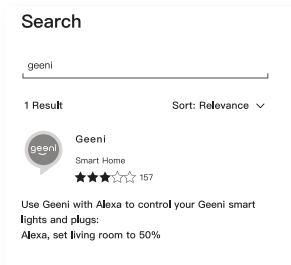 Search
geeni
1 Result Sort: Relevance
geeni
Geeni
Smart Home
157
Use Geeni with Alexa to control your Geeni smart
lights and plugs:
Alexa, set living room to 50%